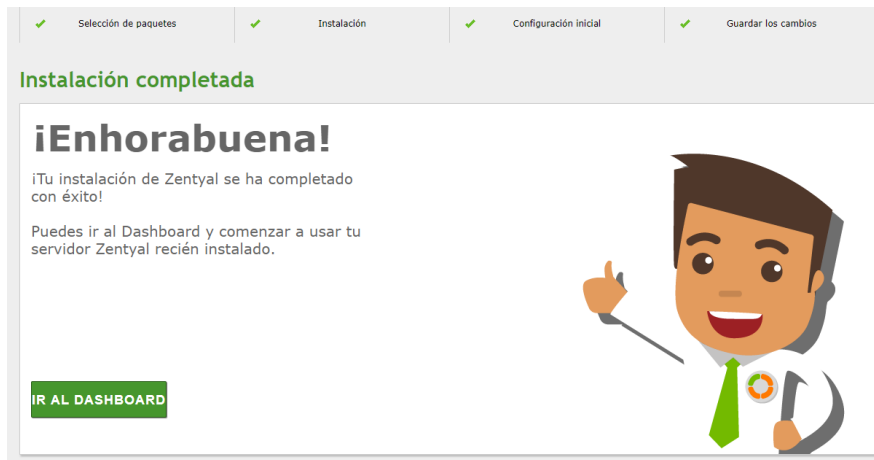 Selección de paquetes
Instalación
Configuración inicial
Guardar los cambios
Instalación completada
¡Enhorabuena!
¡Tu instalación de Zentyal se ha completado
con éxito!
Puedes ir al Dashboard y comenzar a usar tu
servidor Zentyal recién instalado.
IR AL DASHBOARD